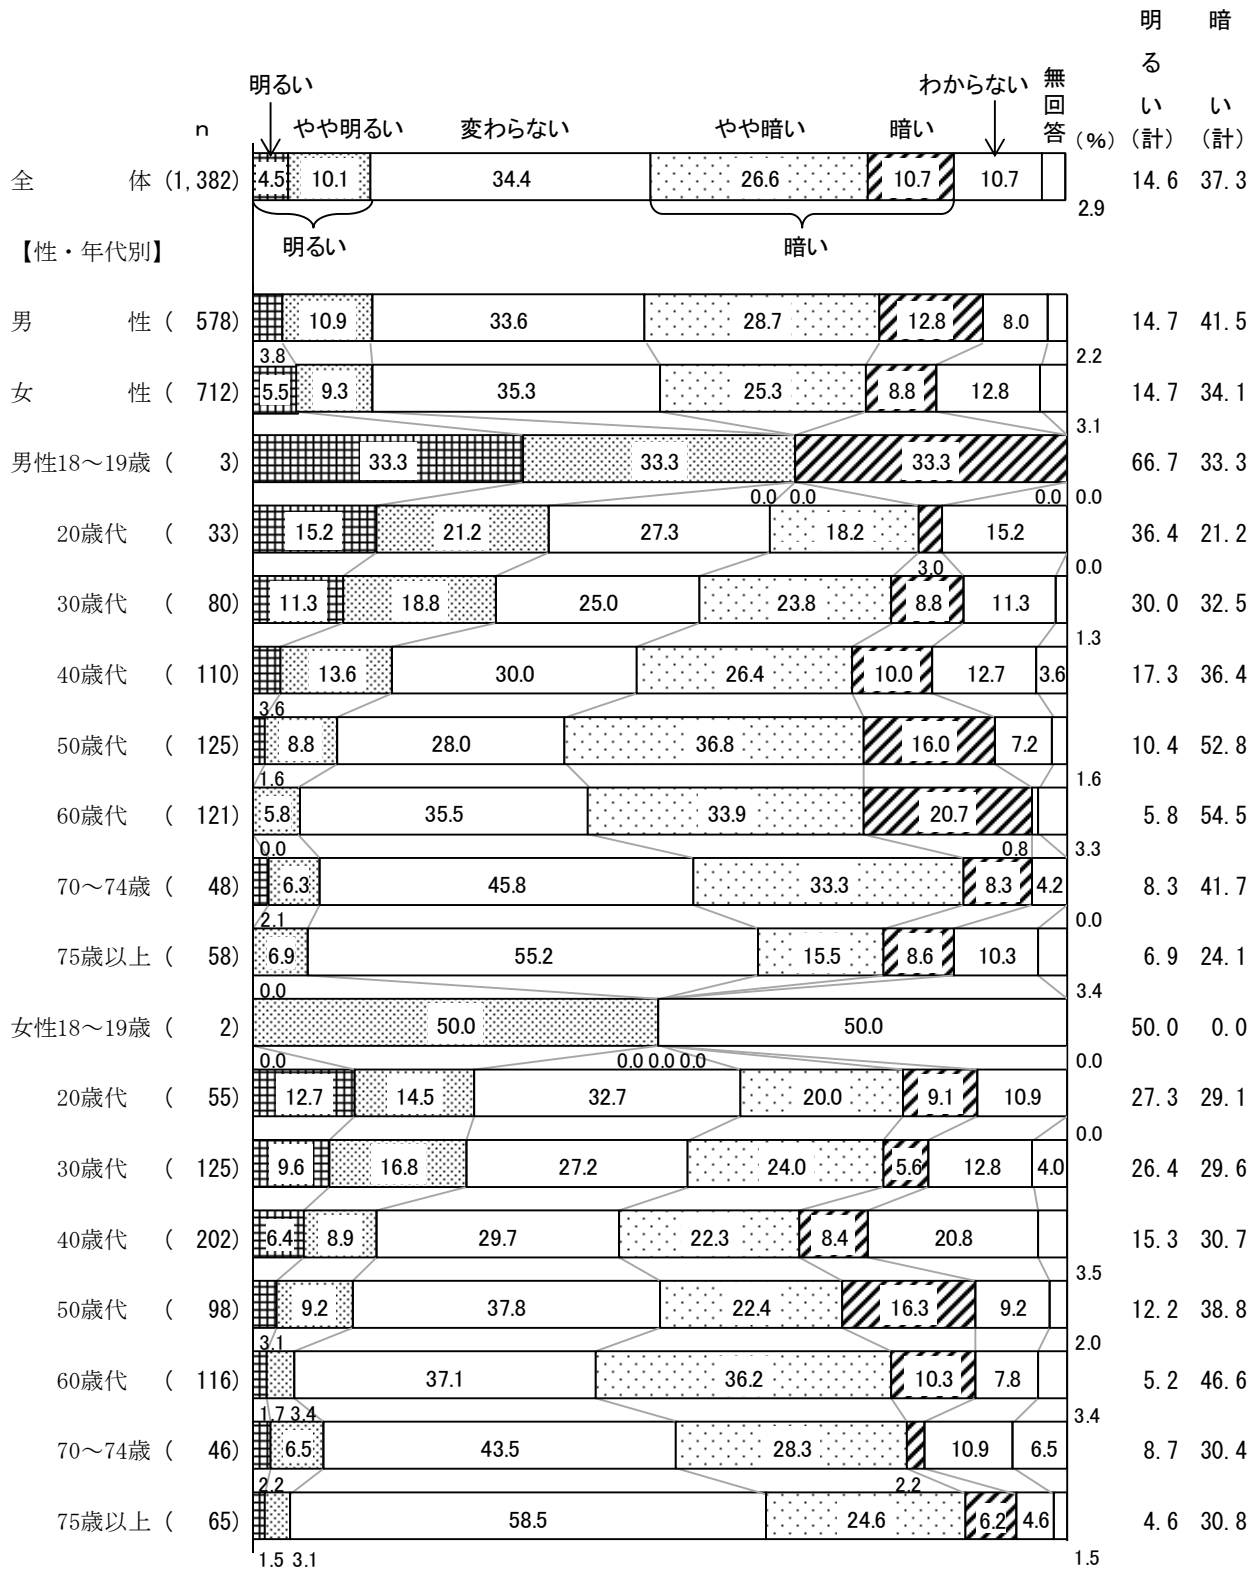 明 暗
る
明るい わからない 無 い い
n やや明るい 変わらない やや暗い 暗い 回答 (%) (計) (計)
全 体 (1,382) 4.5 10.1 34.4 26.6 10.7 10.7 14.6 37.3
2.9
明るい 暗い
【性・年代別】
男 性 ( 578) 10.9 33.6 28.7 12.8 8.0 14.7 41.5
3.8 2.2
女 性 ( 712) 5.5 9.3 35.3 25.3 8.8 12.8 14.7 34.1
3.1
男性18～19歳 ( 3) 33.3 33.3 33.3 66.7 33.3
0.0 0.0 0.0 0.0
20歳代 ( 33) 15.2 21.2 27.3 18.2 15.2 36.4 21.2
3.0 0.0
30歳代 ( 80) 11.3 18.8 25.0 23.8 8.8 11.3 30.0 32.5
1.3
40歳代 ( 110) 13.6 30.0 26.4 10.0 12.7 3.6 17.3 36.4
3.6
50歳代 ( 125) 8.8 28.0 36.8 16.0 7.2 10.4 52.8
1.6 1.6
60歳代 ( 121) 5.8 35.5 33.9 20.7 5.8 54.5
0.0 0.8 3.3
70～74歳 ( 48) 6.3 45.8 33.3 8.3 4.2 8.3 41.7
2.1 0.0
75歳以上 ( 58) 6.9 55.2 15.5 8.6 10.3 6.9 24.1
0.0 3.4
女性18～19歳 ( 2) 50.0 50.0 50.0 0.0
0.0 0.0 0.0 0.0 0.0
20歳代 ( 55) 12.7 14.5 32.7 20.0 9.1 10.9 27.3 29.1
0.0
30歳代 ( 125) 9.6 16.8 27.2 24.0 5.6 12.8 4.0 26.4 29.6
40歳代 ( 202) 6.4 8.9 29.7 22.3 8.4 20.8 15.3 30.7
3.5
50歳代 ( 98) 9.2 37.8 22.4 16.3 9.2 12.2 38.8
3.1 2.0
60歳代 ( 116) 37.1 36.2 10.3 7.8 5.2 46.6
1.7 3.4 3.4
70～74歳 ( 46) 6.5 43.5 28.3 10.9 6.5 8.7 30.4
2.2 2.2
75歳以上 ( 65) 58.5 24.6 6.2 4.6 4.6 30.8
1.5 3.1 1.5